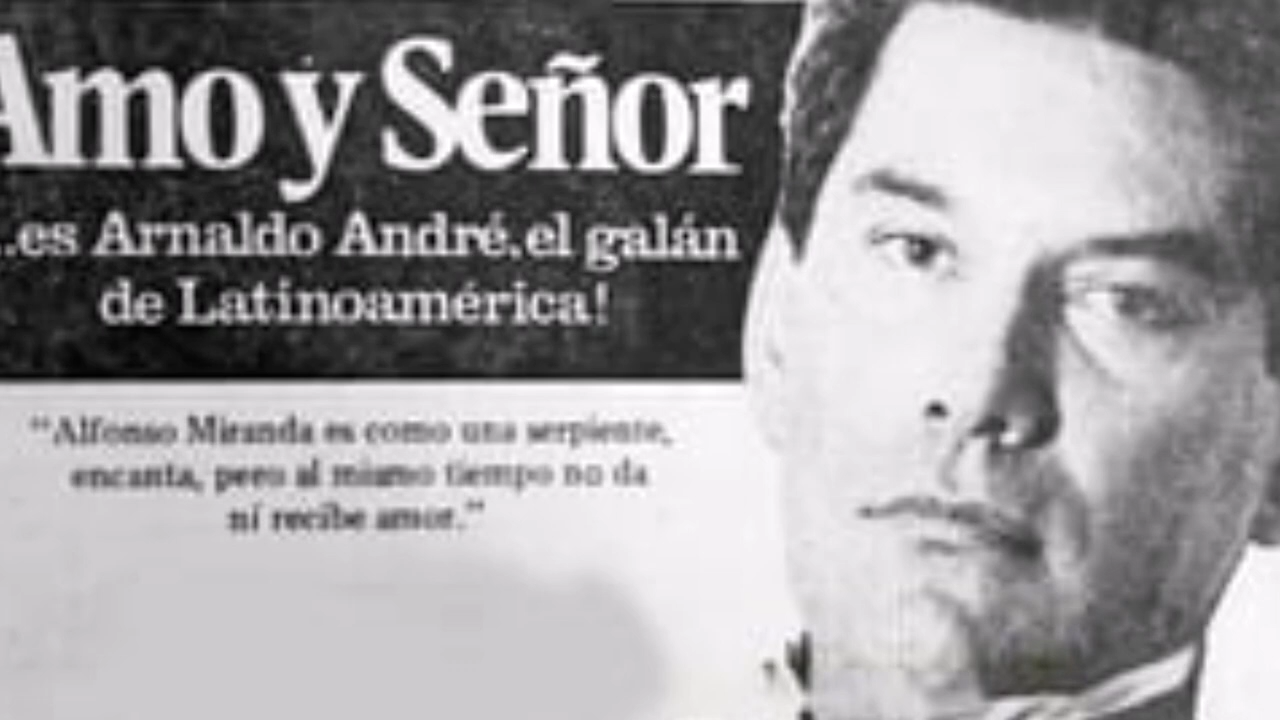 Amo y Señor
..es Arnaldo André.el galán
de Latinoamérica!
“Alfonso Miranda es como una serpiente,
encanta, pero al mismo tiempo no da
ni recibe amor.”